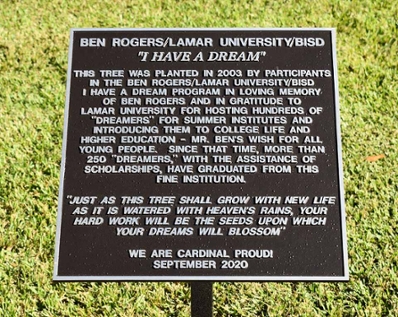 BEN ROGERS/LAMAR UNIVERSITY/BISD
"I HAVE A DREAM"
THIS TREE WAS PLANTED IN 2003 BY PARTICIPANTS
IN THE BEN ROGERS/LAMAR UNIVERSITY/BISD
I HAVE A DREAM PROGRAM IN LOVING MEMORY
OF BEN ROGERS AND IN GRATITUDE TO
LAMAR UNIVERSITY FOR HOSTING HUNDREDS OF
"DREAMERS" FOR SUMMER INSTITUTES AND
INTRODUCING THEM TO COLLEGE LIFE AND
HIGHER EDUCATION - MR. BEN'S WISH FOR ALL
YOUNG PEOPLE. SINCE THAT TIME, MORE THAN
250 "DREAMERS," WITH THE ASSISTANCE OF
SCHOLARSHIPS, HAVE GRADUATED FROM THIS
FINE INSTITUTION.
"JUST AS THIS TREE SHALL GROW WITH NEW LIFE
AS IT IS WATERED WITH HEAVEN'S RAINS, YOUR
HARD WORK WILL BE THE SEEDS UPON WHICH
YOUR DREAMS WILL BLOSSOM"
WE ARE CARDINAL PROUD!
SEPTEMBER 2020